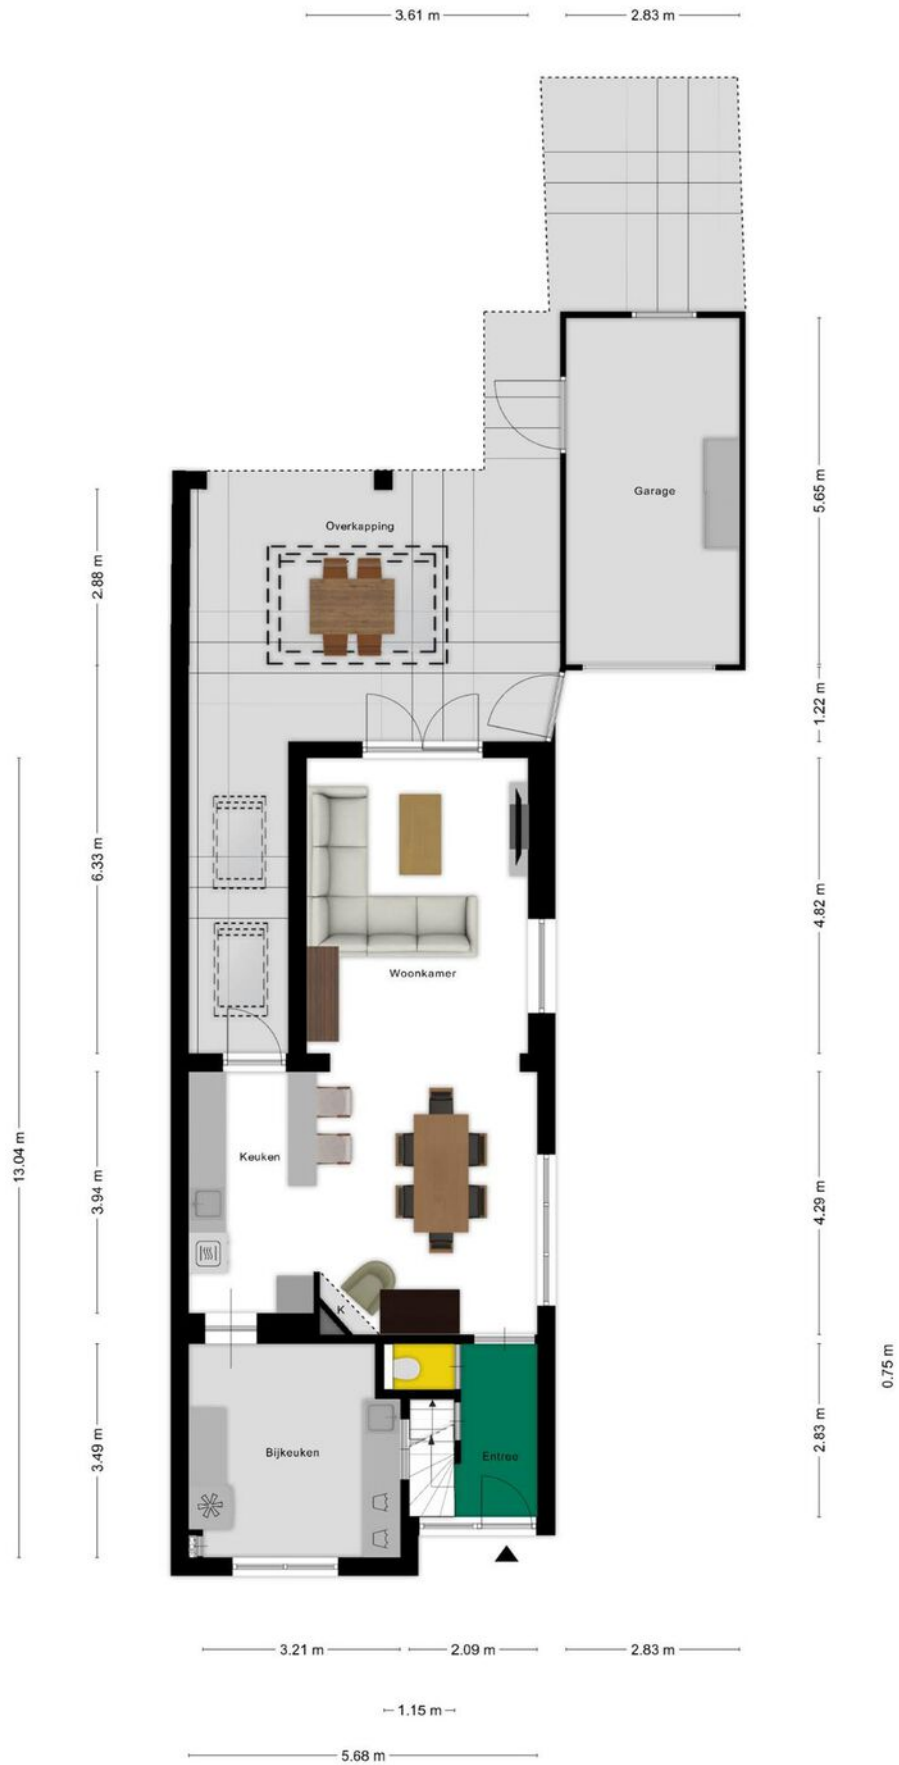 3.61 m
2.83 m
Garage
5.65 m
Overkapping
2.88 m
1.22 m
6.33 m
4.82 m
Woonkamer
13.04 m
Keuken
3.94 m
4.29 m
K
0.75 m
Bijkeuken
Entree
3.49 m
2.83 m
3.21 m
2.09 m
2.83 m
1.15 m
5.68 m